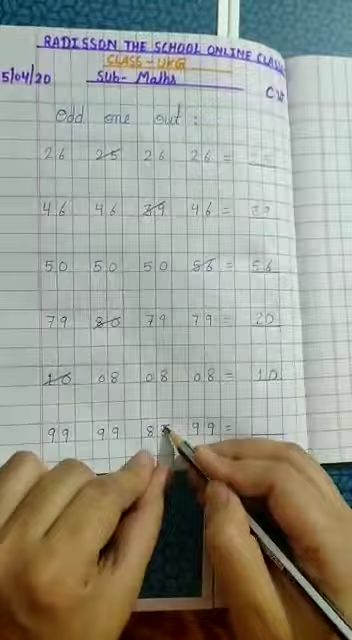 RADISSON THE SCHOOL ONLINE CLASS
CLASS - UKG
5/04/20 Sub- Maths C.W
Odd one out :
26 25 26 26 =
46 46 39 46 = 39
50 50 50 56 = 56
79 80 79 79 = 20
10 08 08 08 = 10
99 99 8 99 =